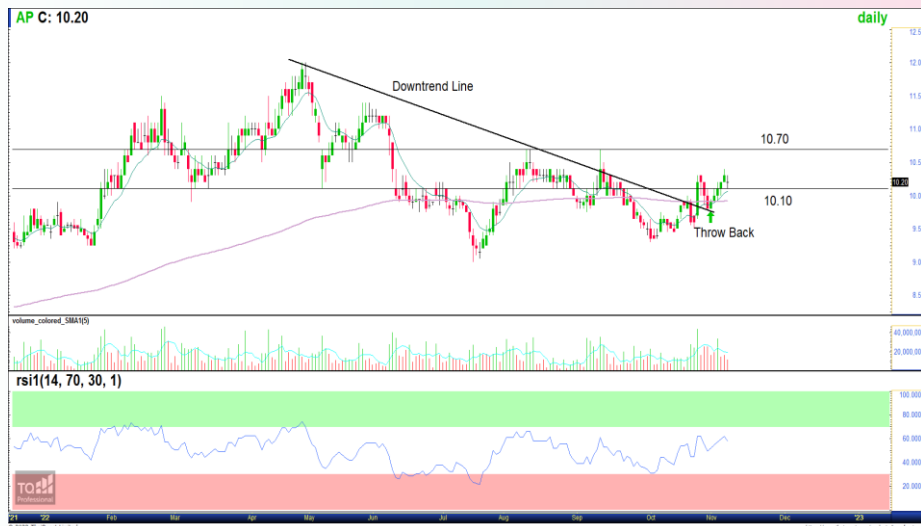 AP C: 10.20
daily
12.5
12.0
11.5
11.0
10.5
10.20
10.0
9.5
9.0
8.5
Downtrend Line
10.70
10.10
Throw Back
volume_colored_SMA1(5)
40,000,
20,000,
rsi1(14, 70, 30, 1)
100.000
80.000
60.000
40.000
20.000
TQ
Professional
'21 '22 Feb Mar Apr May Jun Jul Aug Sep Oct Nov Dec '23